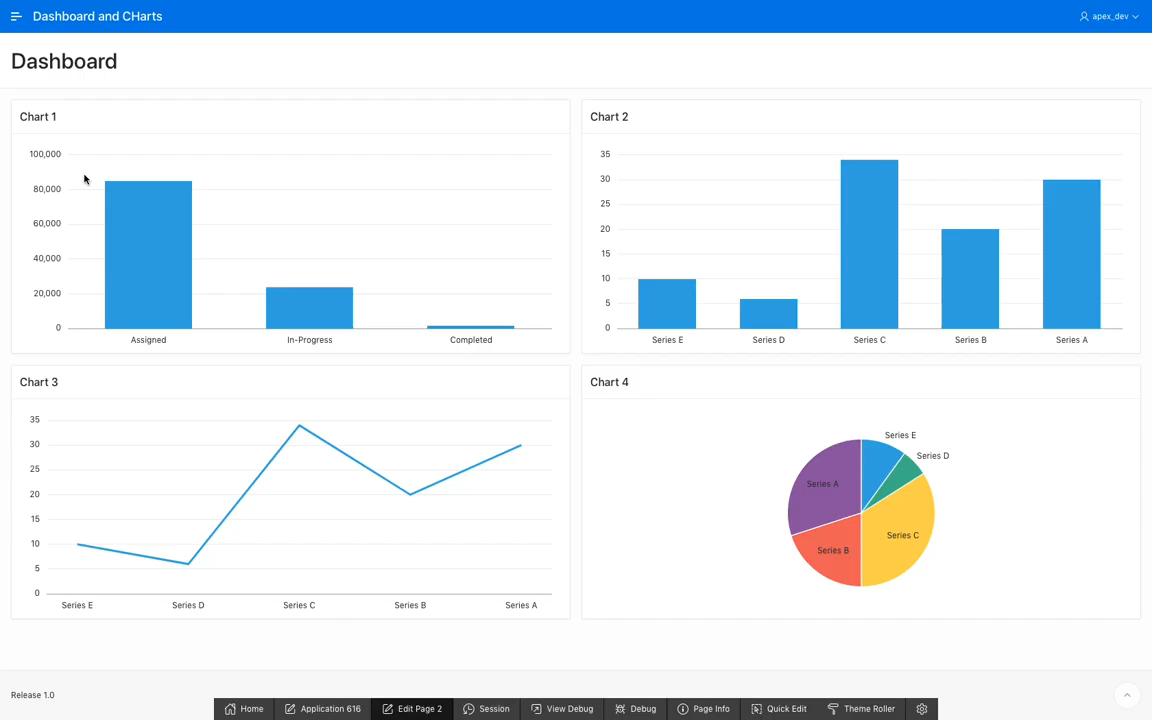 Dashboard and CHarts
apex_dev
Dashboard
Chart 1
100,000
80,000
60,000
40,000
20,000
0
Assigned In-Progress Completed
Chart 2
35
30
25
20
15
10
5
0
Series E Series D Series C Series B Series A
Chart 3
35
30
25
20
15
10
5
0
Series E Series D Series C Series B Series A
Chart 4
Series E
Series D
Series A
Series C
Series B
Release 1.0
Home Application 616 Edit Page 2 Session View Debug Debug Page Info Quick Edit Theme Roller